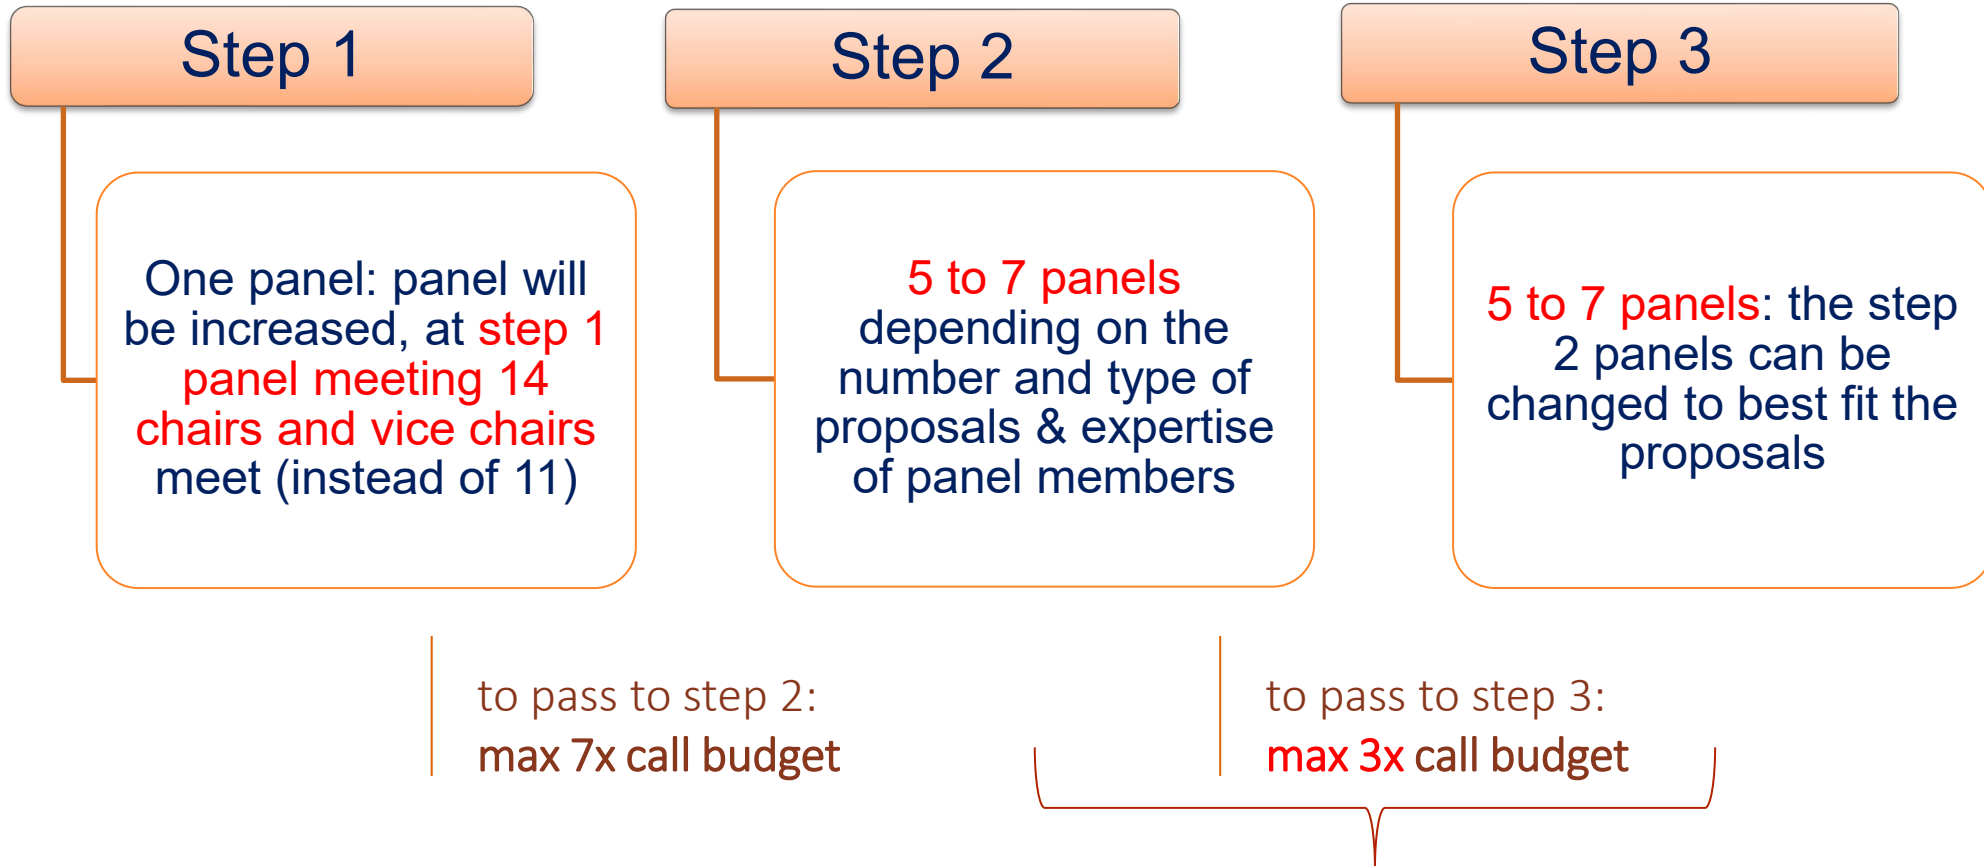 Step 1
One panel: panel will
be increased, at step 1
panel meeting 14
chairs and vice chairs
meet (instead of 11)
Step 2
5 to 7 panels
depending on the
number and type of
proposals & expertise
of panel members
Step 3
5 to 7 panels: the step
2 panels can be
changed to best fit the
proposals
to pass to step 2:
max 7x call budget
to pass to step 3:
max 3x call budget